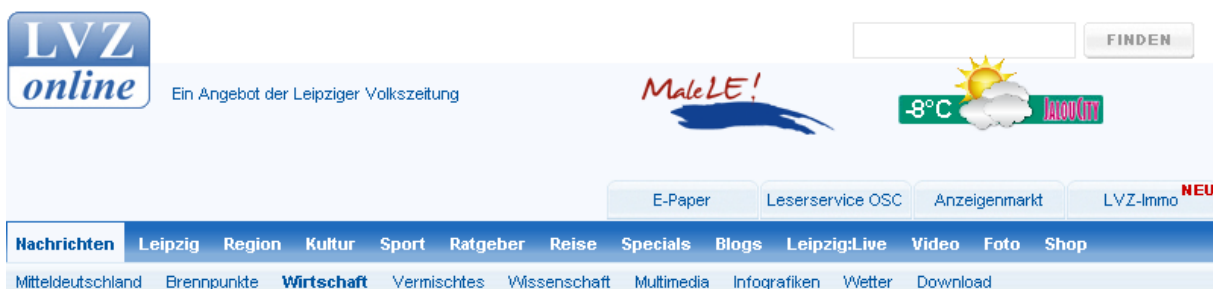 LVZ
online
Ein Angebot der Leipziger Volkszeitung
MaleLE!
FINDEN
-8°C JALOUCITY
E-Paper Leserservice OSC Anzeigenmarkt LVZ-Immo NEU
Nachrichten Leipzig Region Kultur Sport Ratgeber Reise Specials Blogs Leipzig:Live Video Foto Shop
Mitteldeutschland Brennpunkte Wirtschaft Vermischtes Wissenschaft Multimedia Infografiken Wetter Download